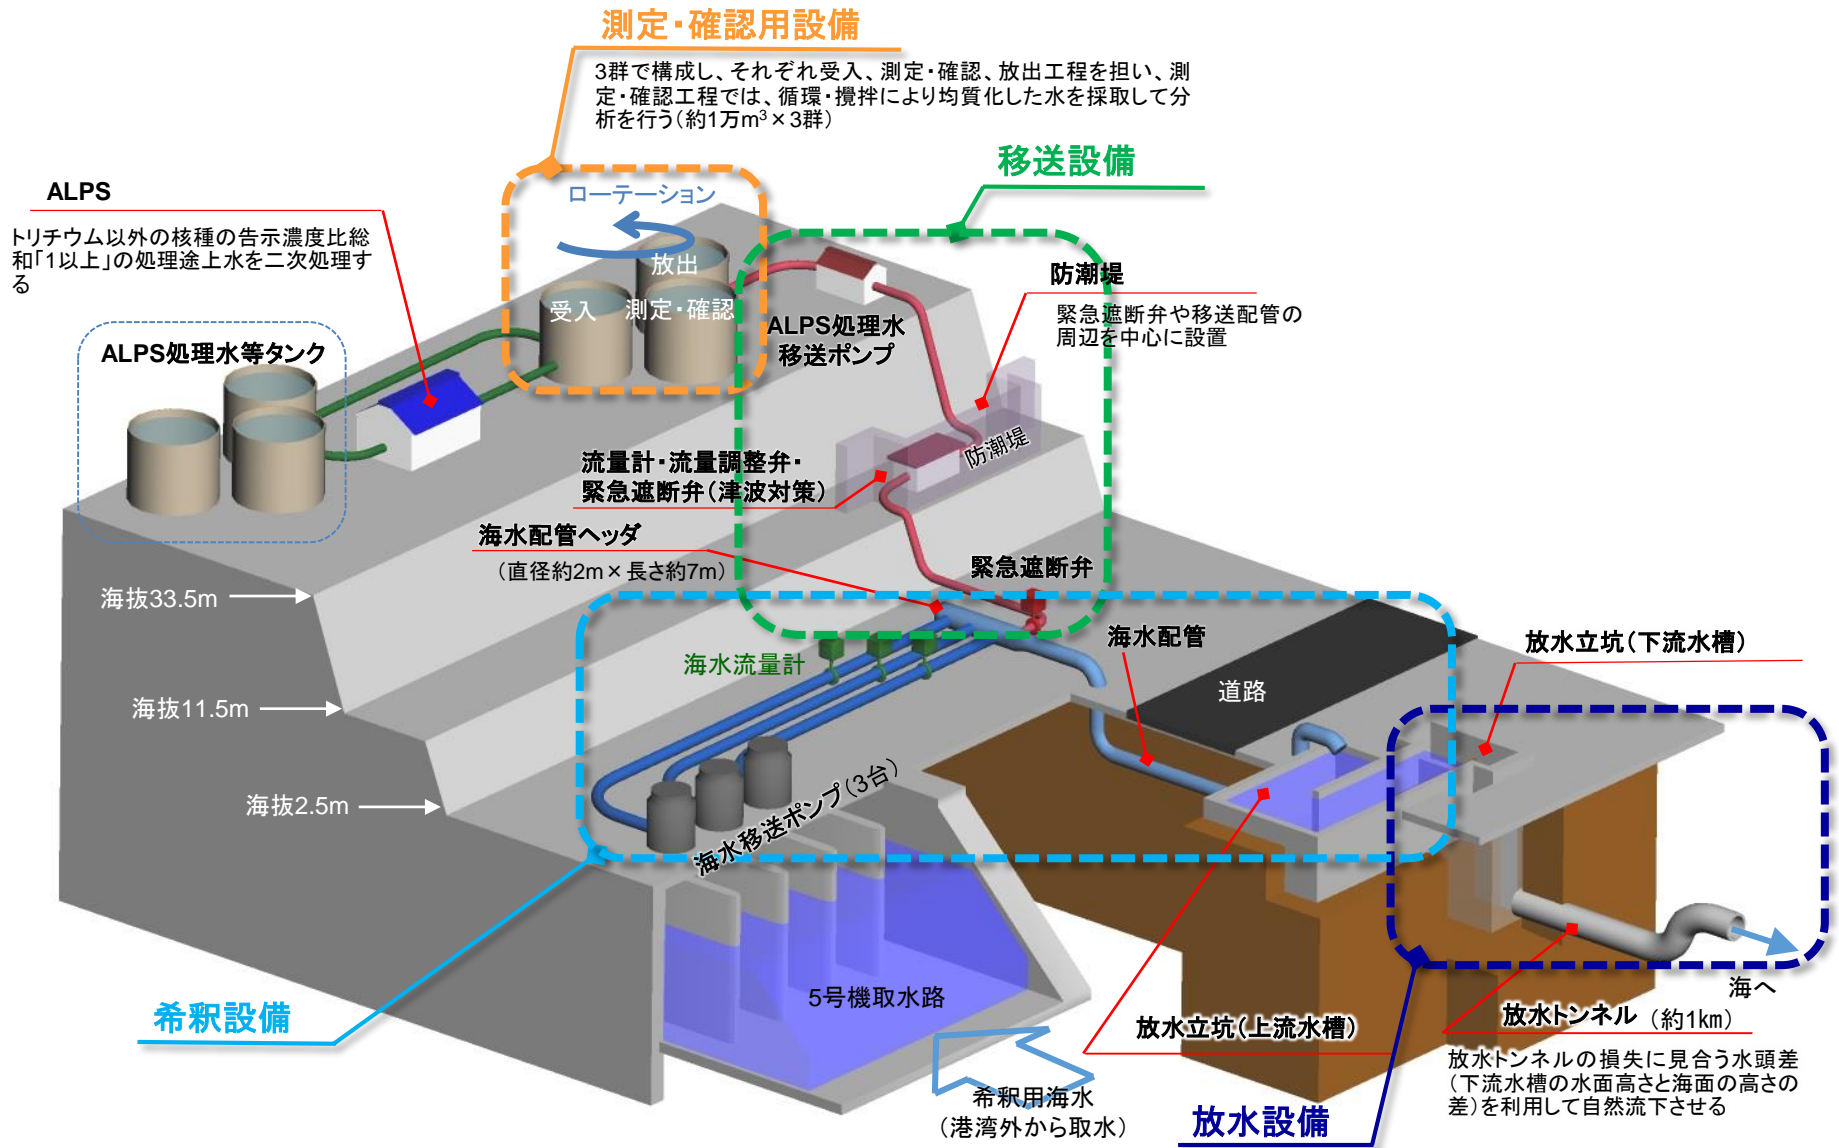 測定・確認用設備
3群で構成し、それぞれ受入、測定・確認、放出工程を担い、測
定・確認工程では、循環・攪拌により均質化した水を採取して分
析を行う（約1万m³×3群）
移送設備
ALPS
トリチウム以外の核種の告示濃度比総
和「1以上」の処理途上水を二次処理す
る
ローテーション
放出
受入
測定・確認
防潮堤
緊急遮断弁や移送配管の
周辺を中心に設置
ALPS処理水
移送ポンプ
ALPS処理水等タンク
防潮堤
流量計・流量調整弁・
緊急遮断弁（津波対策）
海水配管ヘッダ
（直径約2m×長さ約7m）
緊急遮断弁
海抜33.5m
海水配管
放水立坑（下流水槽）
海水流量計
道路
海抜11.5m
海抜2.5m
海水移送ポンプ（3台）
5号機取水路
海へ
希釈設備
放水立坑（上流水槽）
放水トンネル（約1km）
放水トンネルの損失に見合う水頭差
（下流水槽の水面高さと海面の高さの
差）を利用して自然流下させる
希釈用海水
（港湾外から取水）
放水設備